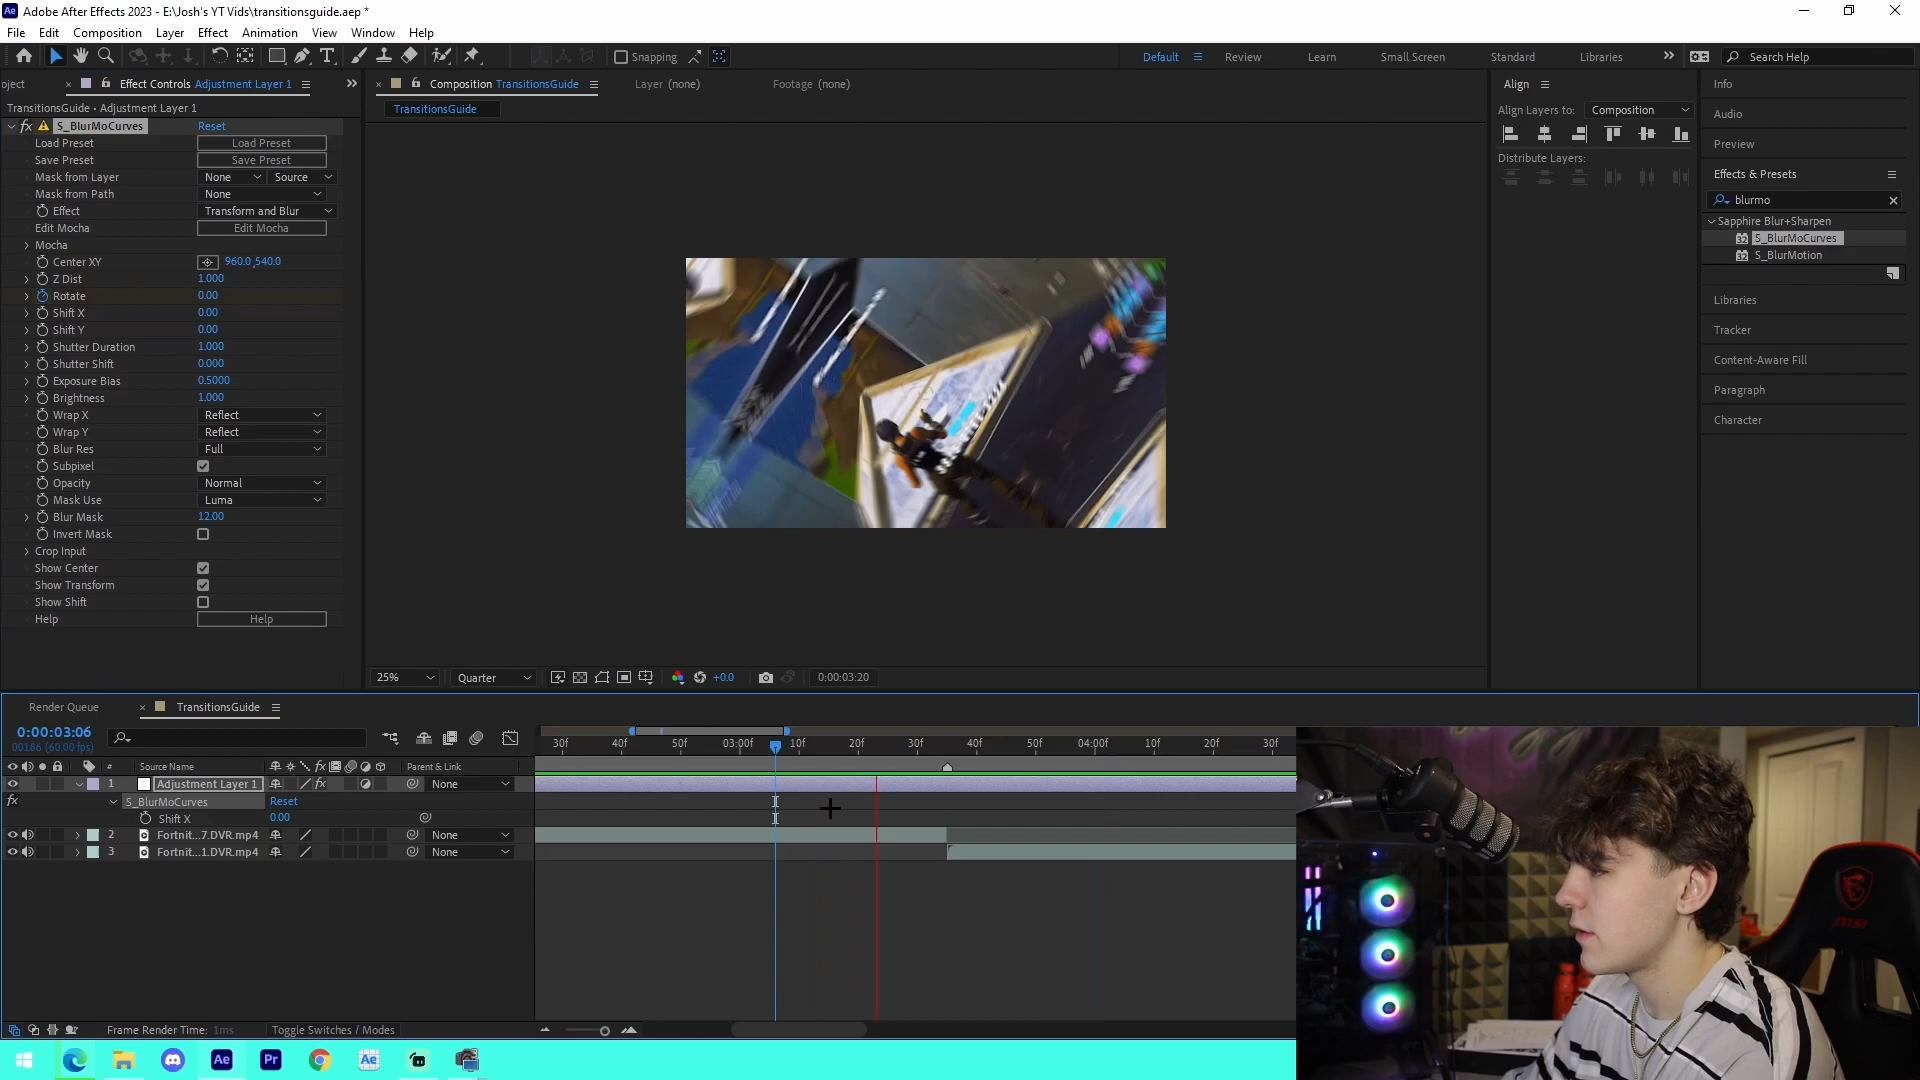 Adobe After Effects 2023 - E:\Josh's YT Vids\transitionsguide.aep *
File Edit Composition Layer Effect Animation View Window Help
Snapping
Default Review Learn Small Screen Standard Libraries Search Help
oject
Effect Controls Adjustment Layer 1
TransitionsGuide • Adjustment Layer 1
fx S_BlurMoCurves Reset
Load Preset Load Preset
Save Preset Save Preset
Mask from Layer None Source
Mask from Path None
Effect Transform and Blur
Edit Mocha Edit Mocha
Mocha
Center XY 960.0,540.0
Z Dist 1.000
Rotate 0.00
Shift X 0.00
Shift Y 0.00
Shutter Duration 1.000
Shutter Shift 0.000
Exposure Bias 0.5000
Brightness 1.000
Wrap X Reflect
Wrap Y Reflect
Blur Res Full
Subpixel
Opacity Normal
Mask Use Luma
Blur Mask 12.00
Invert Mask
Crop Input
Show Center
Show Transform
Show Shift
Help Help
Composition TransitionsGuide
Layer (none)
Footage (none)
TransitionsGuide
25% Quarter +0.0 0:00:03:20
Align
Align Layers to: Composition
Distribute Layers:
Info
Audio
Preview
Effects & Presets
blurmo
Sapphire Blur+Sharpen
32 S_BlurMoCurves
32 S_BlurMotion
Libraries
Tracker
Content-Aware Fill
Paragraph
Character
Render Queue
TransitionsGuide
0:00:03:06
00186 (60.00 fps)
30f 40f 50f 03:00f 10f 20f 30f 40f 50f 04:00f 10f 20f 30f
# Source Name fx Parent & Link
1 Adjustment Layer 1 fx None
fx S_BlurMoCurves Reset
Shift X 0.00
2 Fortnit...7.DVR.mp4 None
3 Fortnit...1.DVR.mp4 None
Frame Render Time: 1ms Toggle Switches / Modes
Ae Pr Ae
msi